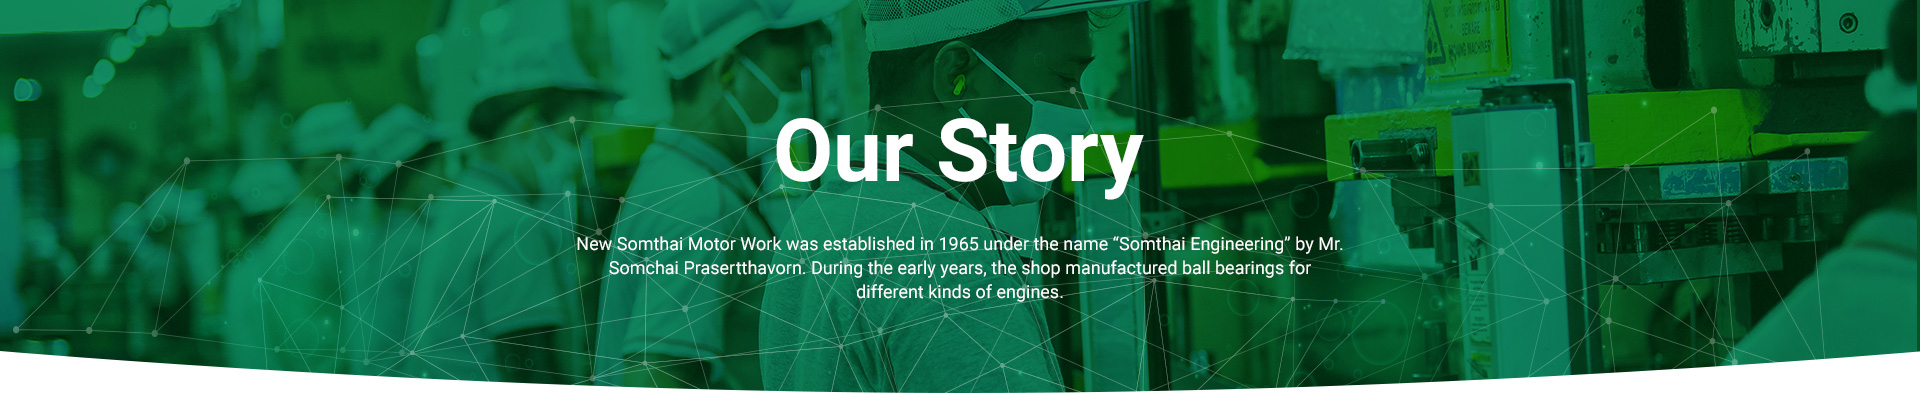 Our Story
New Somthai Motor Work was established in 1965 under the name “Somthai Engineering” by Mr.
Somchai Prasertthavorn. During the early years, the shop manufactured ball bearings for
different kinds of engines.
BEWARE